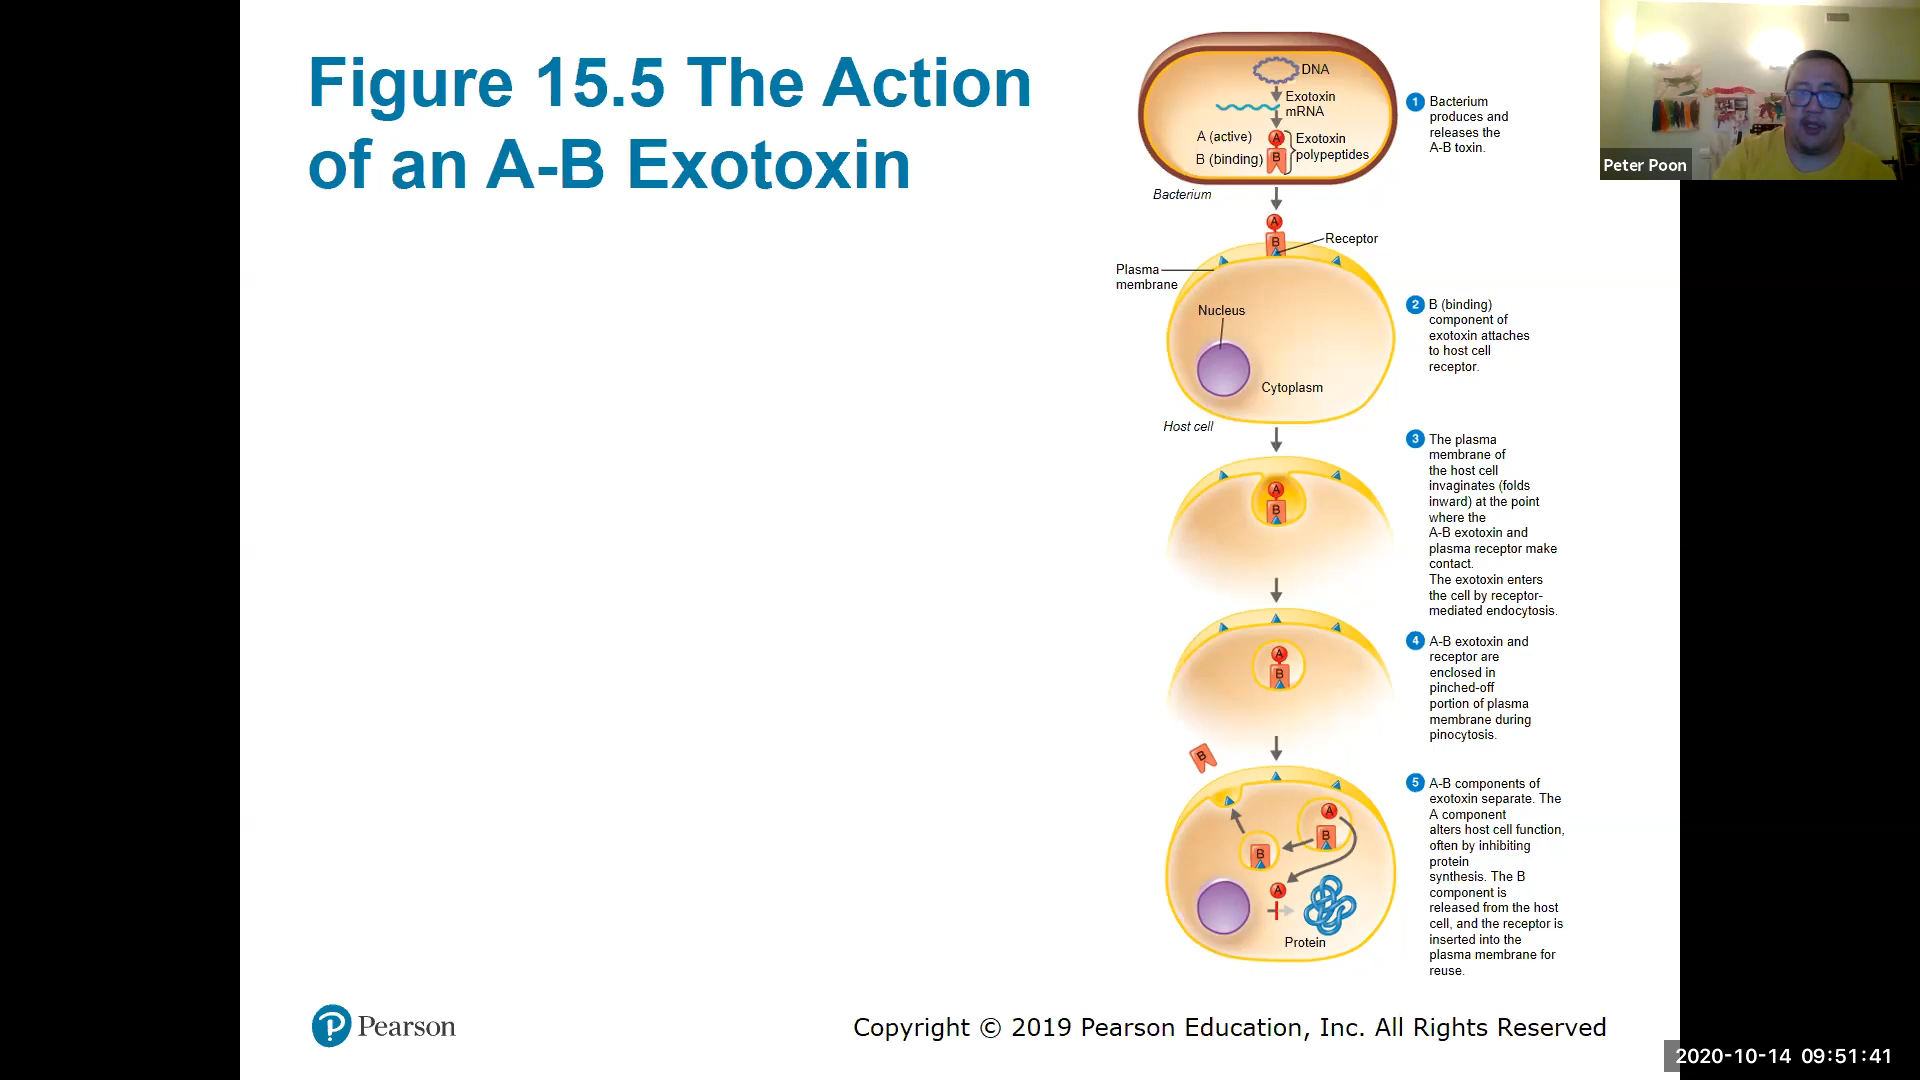 Figure 15.5 The Action
of an A-B Exotoxin
DNA
Exotoxin
mRNA
A (active)
B (binding)
A
B
Exotoxin
polypeptides
Bacterium
1 Bacterium
produces and
releases the
A-B toxin.
Peter Poon
A
B
Receptor
Plasma
membrane
Nucleus
Cytoplasm
Host cell
2 B (binding)
component of
exotoxin attaches
to host cell
receptor.
A
B
3 The plasma
membrane of
the host cell
invaginates (folds
inward) at the point
where the
A-B exotoxin and
plasma receptor make
contact.
The exotoxin enters
the cell by receptor-
mediated endocytosis.
A
B
4 A-B exotoxin and
receptor are
enclosed in
pinched-off
portion of plasma
membrane during
pinocytosis.
B
A
B
B
A
Protein
5 A-B components of
exotoxin separate. The
A component
alters host cell function,
often by inhibiting
protein
synthesis. The B
component is
released from the host
cell, and the receptor is
inserted into the
plasma membrane for
reuse.
P Pearson
Copyright © 2019 Pearson Education, Inc. All Rights Reserved
2020-10-14 09:51:41